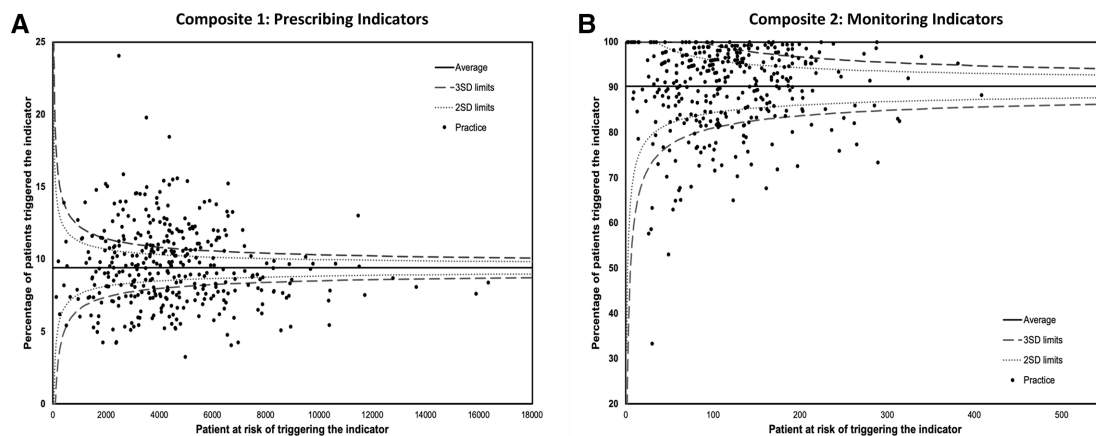 A
Composite 1: Prescribing Indicators
25
20
15
10
5
0
Percentage of patients triggered the indicator
Average
3SD limits
2SD limits
Practice
0 2000 4000 6000 8000 10000 12000 14000 16000 18000
Patient at risk of triggering the indicator
B
Composite 2: Monitoring Indicators
100
90
80
70
60
50
40
30
20
Percentage of patients triggered the indicator
Average
3SD limits
2SD limits
Practice
0 100 200 300 400 500
Patient at risk of triggering the indicator